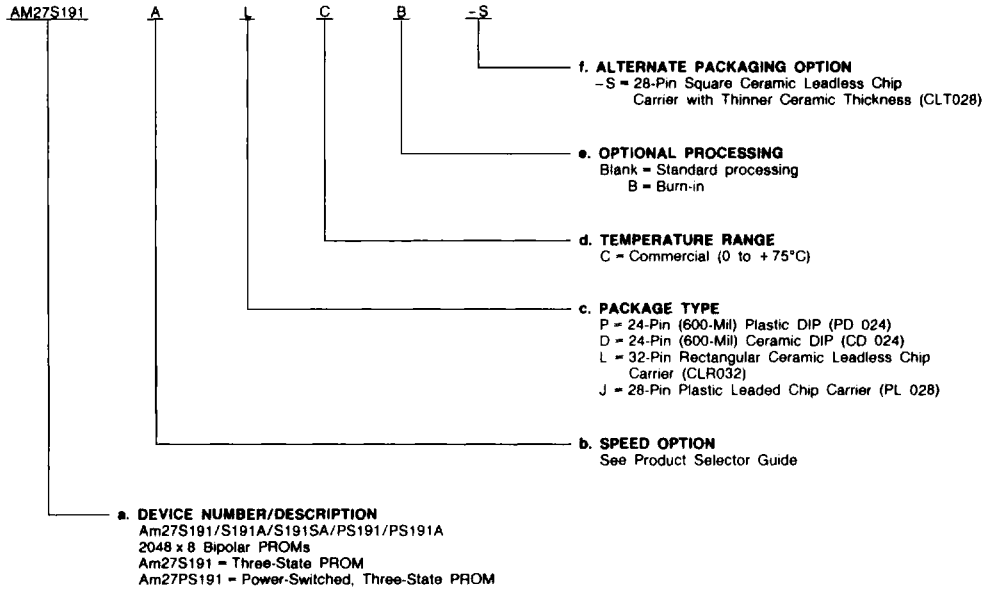 AM27S191 A L C B -S
f. ALTERNATE PACKAGING OPTION
-S = 28-Pin Square Ceramic Leadless Chip
Carrier with Thinner Ceramic Thickness (CLT028)
e. OPTIONAL PROCESSING
Blank = Standard processing
B = Burn-in
d. TEMPERATURE RANGE
C = Commercial (0 to +75°C)
c. PACKAGE TYPE
P = 24-Pin (600-Mil) Plastic DIP (PD 024)
D = 24-Pin (600-Mil) Ceramic DIP (CD 024)
L = 32-Pin Rectangular Ceramic Leadless Chip
Carrier (CLR032)
J = 28-Pin Plastic Leaded Chip Carrier (PL 028)
b. SPEED OPTION
See Product Selector Guide
a. DEVICE NUMBER/DESCRIPTION
Am27S191/S191A/S191SA/PS191/PS191A
2048 x 8 Bipolar PROMs
Am27S191 = Three-State PROM
Am27PS191 = Power-Switched, Three-State PROM